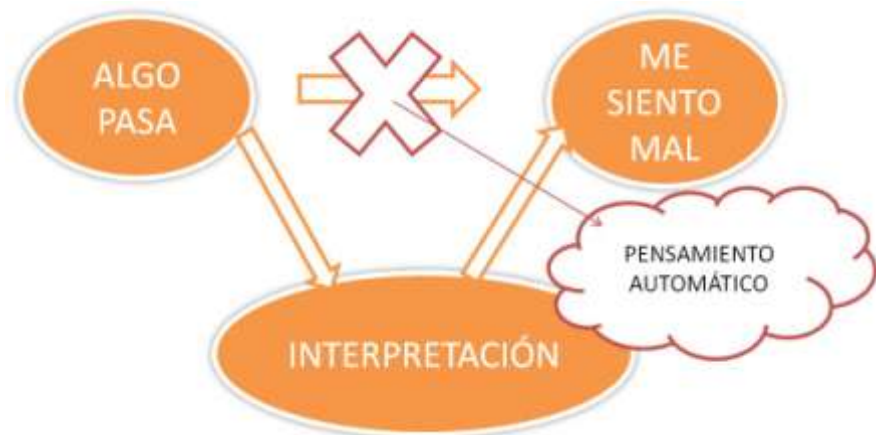 ALGO
PASA
ME
SIENTO
MAL
PENSAMIENTO
AUTOMÁTICO
INTERPRETACIÓN